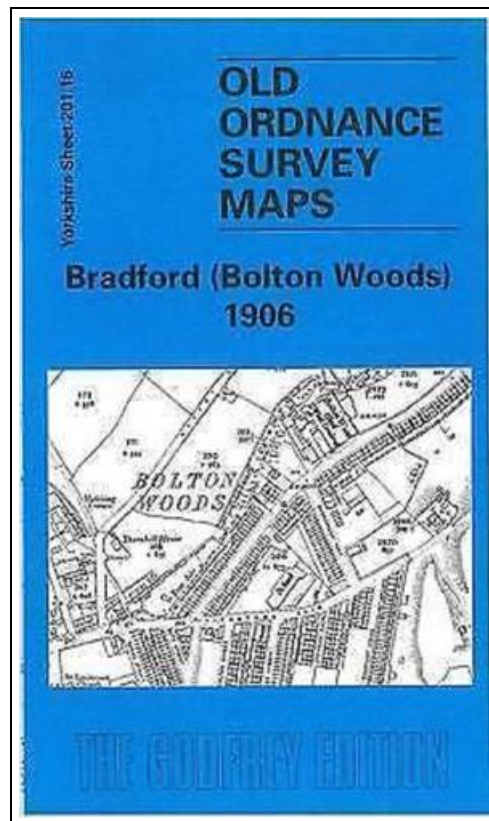 Yorkshire Sheet 201.16
OLD
ORDNANCE
SURVEY
MAPS
Bradford (Bolton Woods)
1906
BOLTON
WOODS
THE GODFREY EDITION